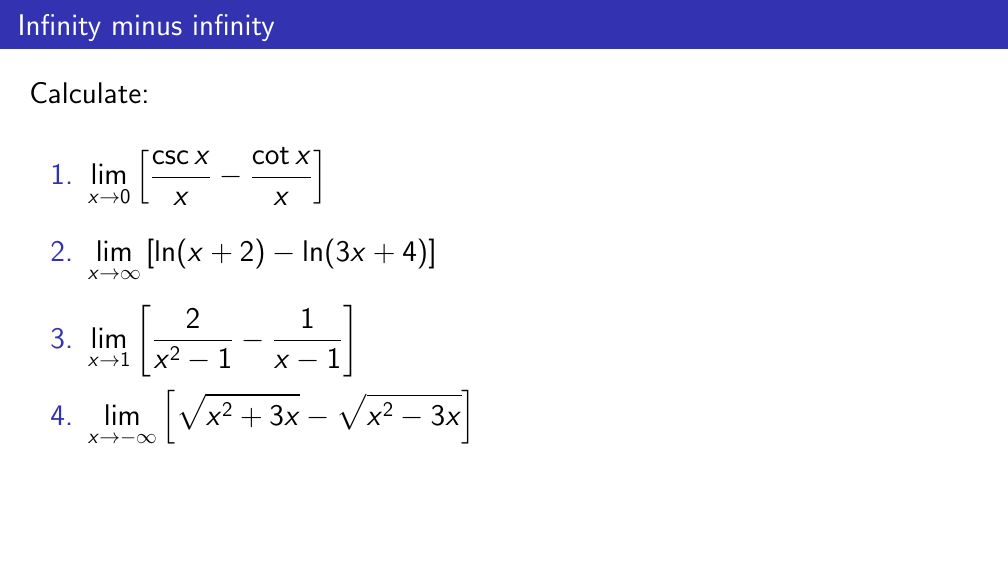 Infinity minus infinity
Calculate:
1. lim_{x→0} [csc x / x − cot x / x]
2. lim_{x→∞} [ln(x + 2) − ln(3x + 4)]
3. lim_{x→1} [2 / (x² − 1) − 1 / (x − 1)]
4. lim_{x→−∞} [√(x² + 3x) − √(x² − 3x)]